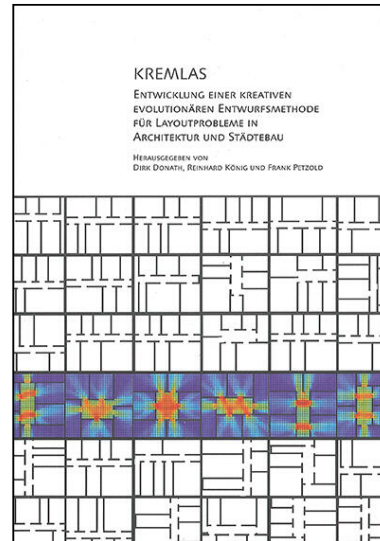 KREMLAS
ENTWICKLUNG EINER KREATIVEN
EVOLUTIONÄREN ENTWURFSMETHODE
FÜR LAYOUTPROBLEME IN
ARCHITEKTUR UND STÄDTEBAU
HERAUSGEGEBEN VON
DIRK DONATH, REINHARD KÖNIG UND FRANK PETZOLD